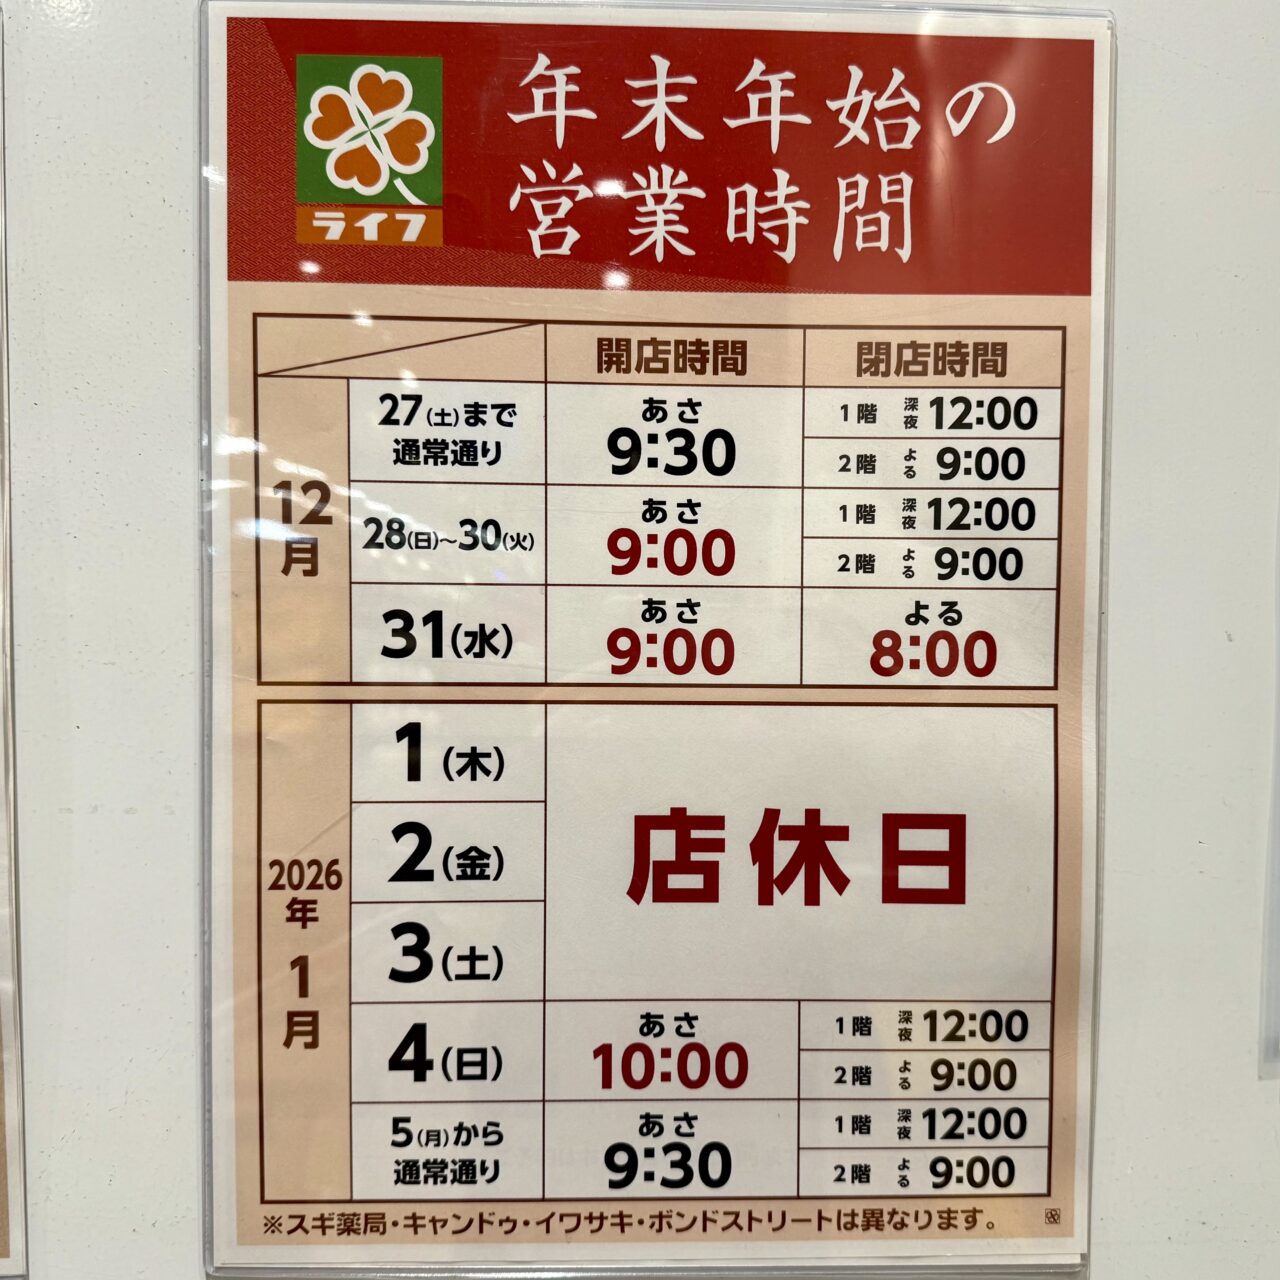 年末年始の
営業時間
ライフ
開店時間 閉店時間
12月
27(土)まで
通常通り
あさ
9:30
1階 深夜 12:00
2階 よる 9:00
28(日)~30(火)
あさ
9:00
1階 深夜 12:00
2階 よる 9:00
31(水)
あさ
9:00
よる
8:00
2026年1月
1(木)
2(金)
3(土)
店休日
4(日)
あさ
10:00
1階 深夜 12:00
2階 よる 9:00
5(月)から
通常通り
あさ
9:30
1階 深夜 12:00
2階 よる 9:00
※スギ薬局・キャンドゥ・イワサキ・ボンドストリートは異なります。